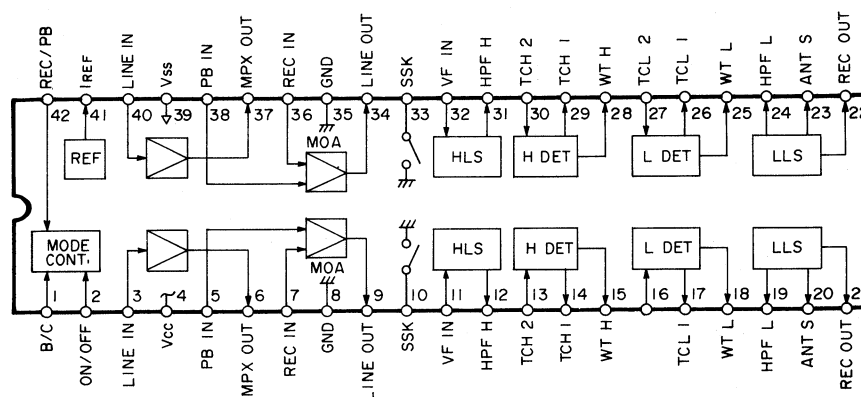 REC/PB IREF LINE IN Vss PB IN MPX OUT REC IN GND LINE OUT SSK VF IN HPF H TCH 2 TCH 1 WT H TCL 2 TCL 1 WT L HPF L ANT S REC OUT
42 41 40 39 38 37 36 35 34 33 32 31 30 29 28 27 26 25 24 23 22
REF MOA HLS H DET L DET LLS
MODE CONT. MOA HLS H DET L DET LLS
1 2 3 4 5 6 7 8 9 10 11 12 13 14 15 16 17 18 19 20 2
B/C ON/OFF LINE IN Vcc PB IN MPX OUT REC IN GND LINE OUT SSK VF IN HPF H TCH 2 TCH 1 WT H TCL 1 WT L HPF L ANT S REC OUT